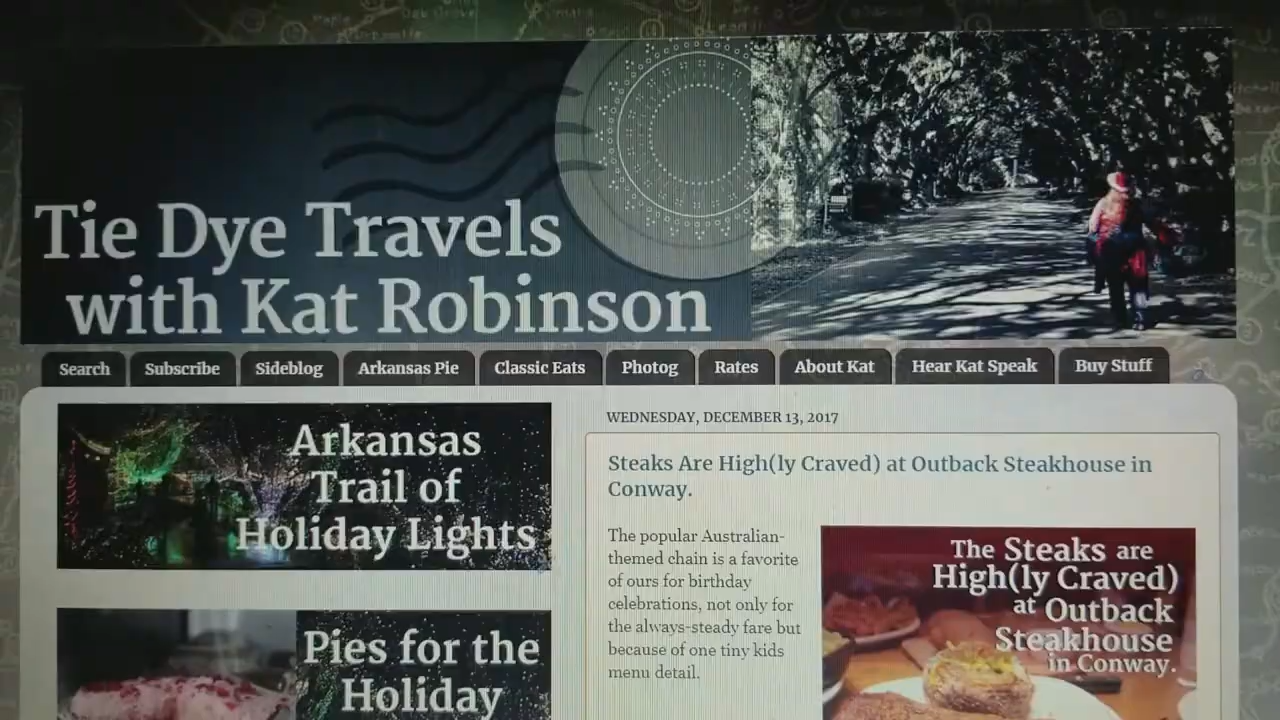 Tie Dye Travels
with Kat Robinson
Search
Subscribe
Sideblog
Arkansas Pie
Classic Eats
Photog
Rates
About Kat
Hear Kat Speak
Buy Stuff
Arkansas
Trail of
Holiday Lights
Pies for the
Holiday
WEDNESDAY, DECEMBER 13, 2017
Steaks Are High(ly Craved) at Outback Steakhouse in
Conway.
The popular Australian-
themed chain is a favorite
of ours for birthday
celebrations, not only for
the always-steady fare but
because of one tiny kids
menu detail.
The Steaks are
High(ly Craved)
at Outback
Steakhouse
in Conway.